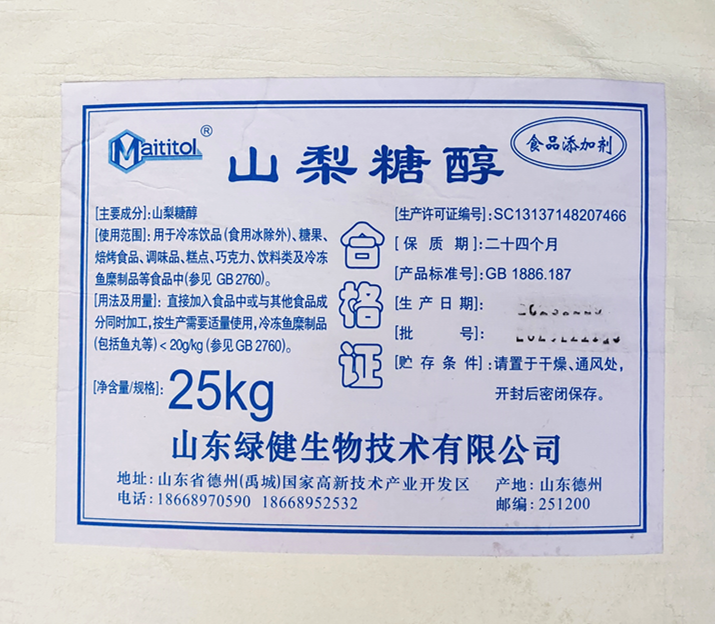 Maititol®
山梨糖醇
食品添加剂
[主要成分]:山梨糖醇
[使用范围]:用于冷冻饮品(食用冰除外)、糖果、
焙烤食品、调味品、糕点、巧克力、饮料类及冷冻
鱼糜制品等食品中(参见 GB 2760)。
[用法及用量]: 直接加入食品中或与其他食品成
分同时加工,按生产需要适量使用,冷冻鱼糜制品
(包括鱼丸等) < 20g/kg (参见 GB 2760)。
[净含量/规格]: 25kg
合格证
[生产许可证编号]:SC13137148207466
[保质期]:二十四个月
[产品标准号]:GB 1886.187
[生产日期]:
[批号]:
[贮存条件]:请置于干燥、通风处,
开封后密闭保存。
山东绿健生物技术有限公司
地址:山东省德州(禹城)国家高新技术产业开发区
电话:18668970590 18668952532
产地:山东德州
邮编:251200